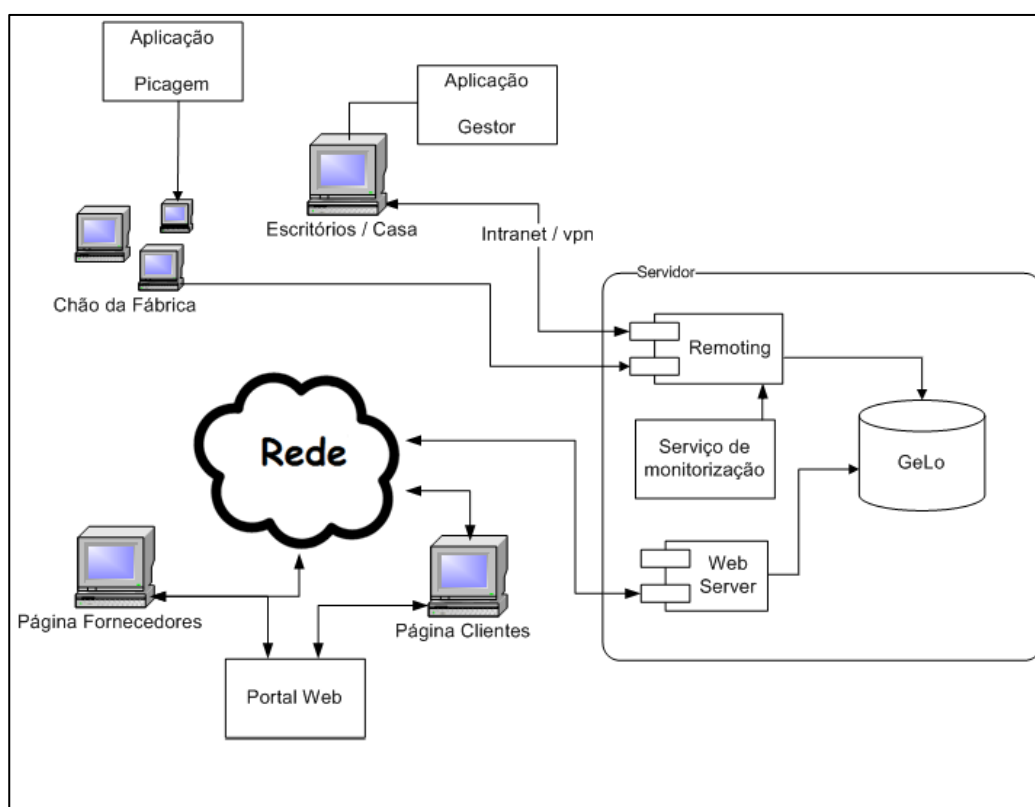 Aplicação
Picagem
Aplicação
Gestor
Escritórios / Casa
Intranet / vpn
Chão da Fábrica
Servidor
Remoting
Serviço de
monitorização
GeLo
Rede
Web
Server
Página Fornecedores
Página Clientes
Portal Web